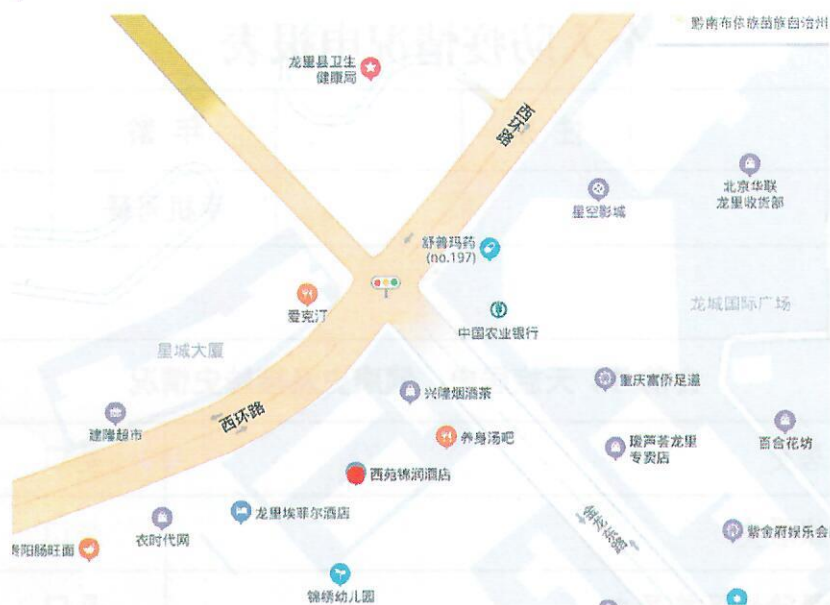 黔南布依族苗族自治州
龙里县卫生
健康局
西环路
星空影城
北京华联
龙里收货部
舒普玛药
(no.197)
爱克汀
中国农业银行
龙城国际广场
星城大厦
重庆富侨足道
兴隆烟酒茶
西环路
建隆超市
养身汤吧
瑷芦荟龙里
专卖店
百合花坊
西苑锦润酒店
龙里埃菲尔酒店
衣时代网
金龙东路
紫金府娱乐会
贵阳肠旺面
锦绣幼儿园